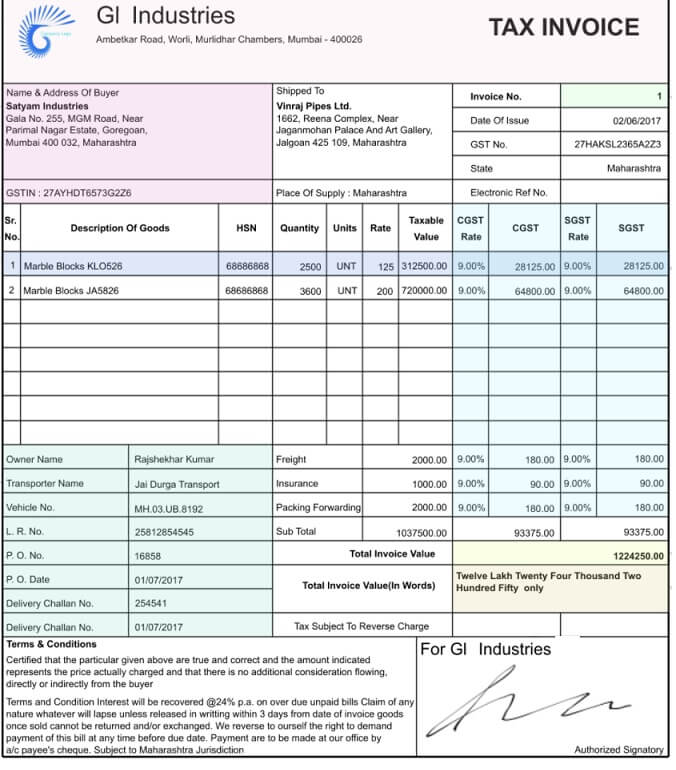 GI Industries
Ambetkar Road, Worli, Murlidhar Chambers, Mumbai - 400026
TAX INVOICE
Name & Address Of Buyer
Satyam Industries
Gala No. 255, MGM Road, Near
Parimal Nagar Estate, Goregoan,
Mumbai 400 032, Maharashtra
GSTIN : 27AYHDT6573G2Z6
Shipped To
Vinraj Pipes Ltd.
1662, Reena Complex, Near
Jaganmohan Palace And Art Gallery,
Jalgoan 425 109, Maharashtra
Place Of Supply : Maharashtra
Invoice No. 1
Date Of Issue 02/06/2017
GST No. 27HAKSL2365A2Z3
State Maharashtra
Electronic Ref No.
Sr. No. Description Of Goods HSN Quantity Units Rate Taxable Value CGST Rate CGST SGST Rate SGST
1 Marble Blocks KLO526 68686868 2500 UNT 125 312500.00 9.00% 28125.00 9.00% 28125.00
2 Marble Blocks JA5826 68686868 3600 UNT 200 720000.00 9.00% 64800.00 9.00% 64800.00
Owner Name Rajshekhar Kumar Freight 2000.00 9.00% 180.00 9.00% 180.00
Transporter Name Jai Durga Transport Insurance 1000.00 9.00% 90.00 9.00% 90.00
Vehicle No. MH.03.UB.8192 Packing Forwarding 2000.00 9.00% 180.00 9.00% 180.00
L. R. No. 25812854545 Sub Total 1037500.00 93375.00 93375.00
P. O. No. 16858 Total Invoice Value 1224250.00
P. O. Date 01/07/2017 Total Invoice Value(In Words) Twelve Lakh Twenty Four Thousand Two
Hundred Fifty only
Delivery Challan No. 254541
Delivery Challan No. 01/07/2017 Tax Subject To Reverse Charge
Terms & Conditions
Certified that the particular given above are true and correct and the amount indicated
represents the price actually charged and that there is no additional consideration flowing,
directly or indirectly from the buyer
Terms and Condition Interest will be recovered @24% p.a. on over due unpaid bills Claim of any
nature whatever will lapse unless released in writting within 3 days from date of invoice goods
once sold cannot be returned and/or exchanged. We reverse to ourself the right to demand
payment of this bill at any time before due date. Payment are to be made at our office by
a/c payee's cheque. Subject to Maharashtra Jurisdiction
For GI Industries
Authorized Signatory